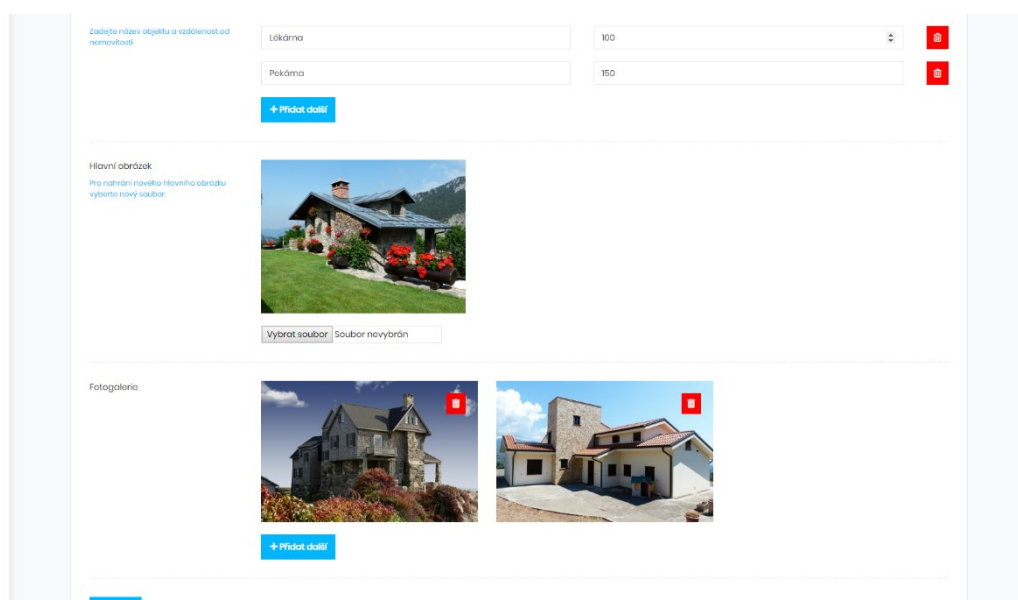 Zadejte název objektu a vzdálenost od
nemovitosti
Lékárna 100
Pekárna 150
+ Přidat další
Hlavní obrázek
Pro nahrání nového hlavního obrázku
vyberte nový soubor.
Vybrat soubor Soubor nevybrán
Fotogalerie
+ Přidat další